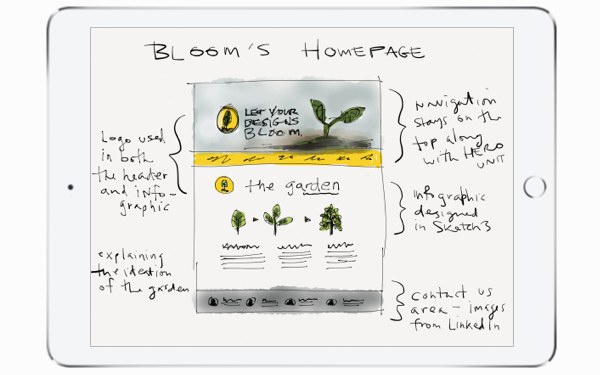 BLOOM'S HOMEPAGE
LET YOUR
DESIGNS
BLOOM.
the garden
Logo used
in both
the header
and info-
graphic
explaining
the ideation
of the garden
Navigation
stays on the
top along
with HERO
UNIT
Infographic
designed
in Sketch3
Contact us
area - images
from LinkedIn